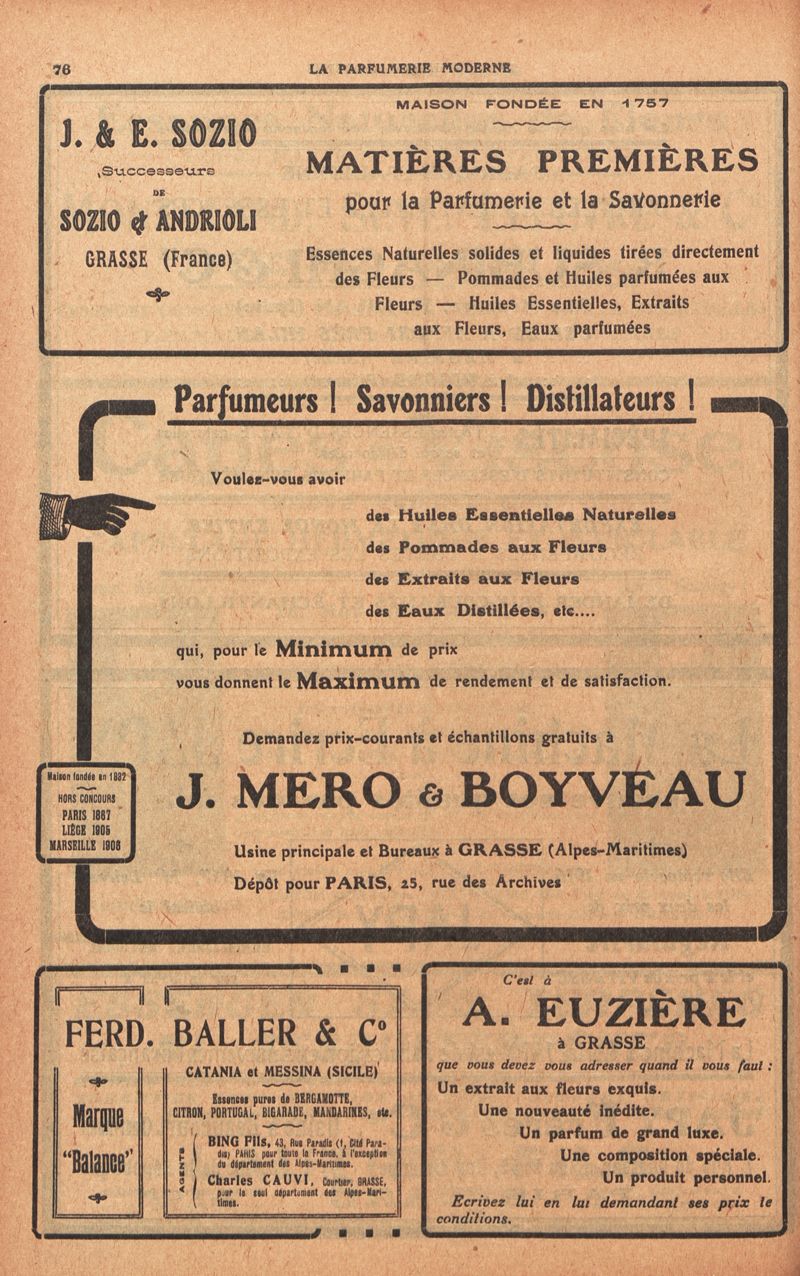 76
LA PARFUMERIE MODERNE
J. & E. SOZIO
Successeurs
DE
SOZIO & ANDRIOLI
GRASSE (France)
MAISON FONDÉE EN 1757
MATIÈRES PREMIÈRES
pour la Parfumerie et la Savonnerie
Essences Naturelles solides et liquides tirées directement
des Fleurs — Pommades et Huiles parfumées aux
Fleurs — Huiles Essentielles, Extraits
aux Fleurs, Eaux parfumées
Parfumeurs ! Savonniers ! Distillateurs !
Voulez-vous avoir
des Huiles Essentielles Naturelles
des Pommades aux Fleurs
des Extraits aux Fleurs
des Eaux Distillées, etc....
qui, pour le Minimum de prix
vous donnent le Maximum de rendement et de satisfaction.
Demandez prix-courants et échantillons gratuits à
J. MERO & BOYVEAU
Usine principale et Bureaux à GRASSE (Alpes-Maritimes)
Dépôt pour PARIS, 25, rue des Archives
Maison fondée en 1832
HORS CONCOURS
PARIS 1867
LIÈGE 1905
MARSEILLE 1908
FERD. BALLER & Cº
Marque
"Balance"
CATANIA et MESSINA (SICILE)
Essences pures de BERGAMOTTE,
CITRON, PORTUGAL, BIGARADE, MANDARINES, etc.
AGENTS
BING Fils, 43, Rue Paradis (1, Cité Para-
dis) PARIS pour toute la France, à l'exception
du département des Alpes-Maritimes.
Charles CAUVI, Courtier, GRASSE,
pour le seul département des Alpes-Mari-
times.
C'est à
A. EUZIÈRE
à GRASSE
que vous devez vous adresser quand il vous faut :
Un extrait aux fleurs exquis.
Une nouveauté inédite.
Un parfum de grand luxe.
Une composition spéciale.
Un produit personnel.
Ecrivez lui en lui demandant ses prix le
conditions.